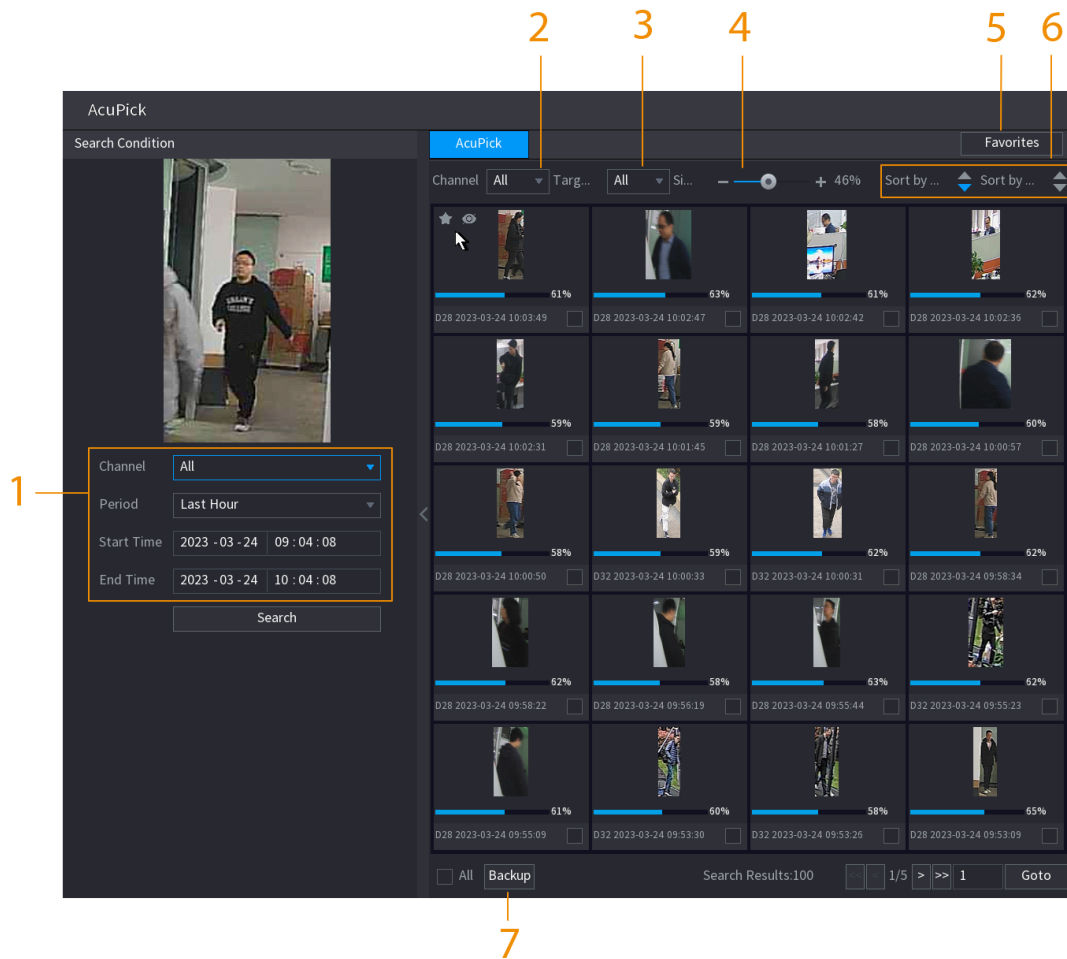 2
3
4
5
6
AcuPick
Search Condition
AcuPick
Favorites
Channel All Targ... All Si... 46% Sort by ... Sort by ...
61% 63% 61% 62%
D28 2023-03-24 10:03:49 D28 2023-03-24 10:02:47 D28 2023-03-24 10:02:42 D28 2023-03-24 10:02:36
59% 59% 58% 60%
D28 2023-03-24 10:02:31 D28 2023-03-24 10:01:45 D28 2023-03-24 10:01:27 D28 2023-03-24 10:00:57
58% 59% 62% 62%
D28 2023-03-24 10:00:50 D32 2023-03-24 10:00:33 D32 2023-03-24 10:00:31 D28 2023-03-24 09:58:34
62% 58% 63% 62%
D28 2023-03-24 09:58:22 D28 2023-03-24 09:56:19 D28 2023-03-24 09:55:44 D32 2023-03-24 09:55:23
61% 60% 58% 65%
D28 2023-03-24 09:55:09 D32 2023-03-24 09:53:30 D32 2023-03-24 09:53:26 D28 2023-03-24 09:53:09
1
Channel All
Period Last Hour
Start Time 2023 - 03 - 24 09 : 04 : 08
End Time 2023 - 03 - 24 10 : 04 : 08
Search
All Backup Search Results:100 << < 1/5 > >> 1 Goto
7